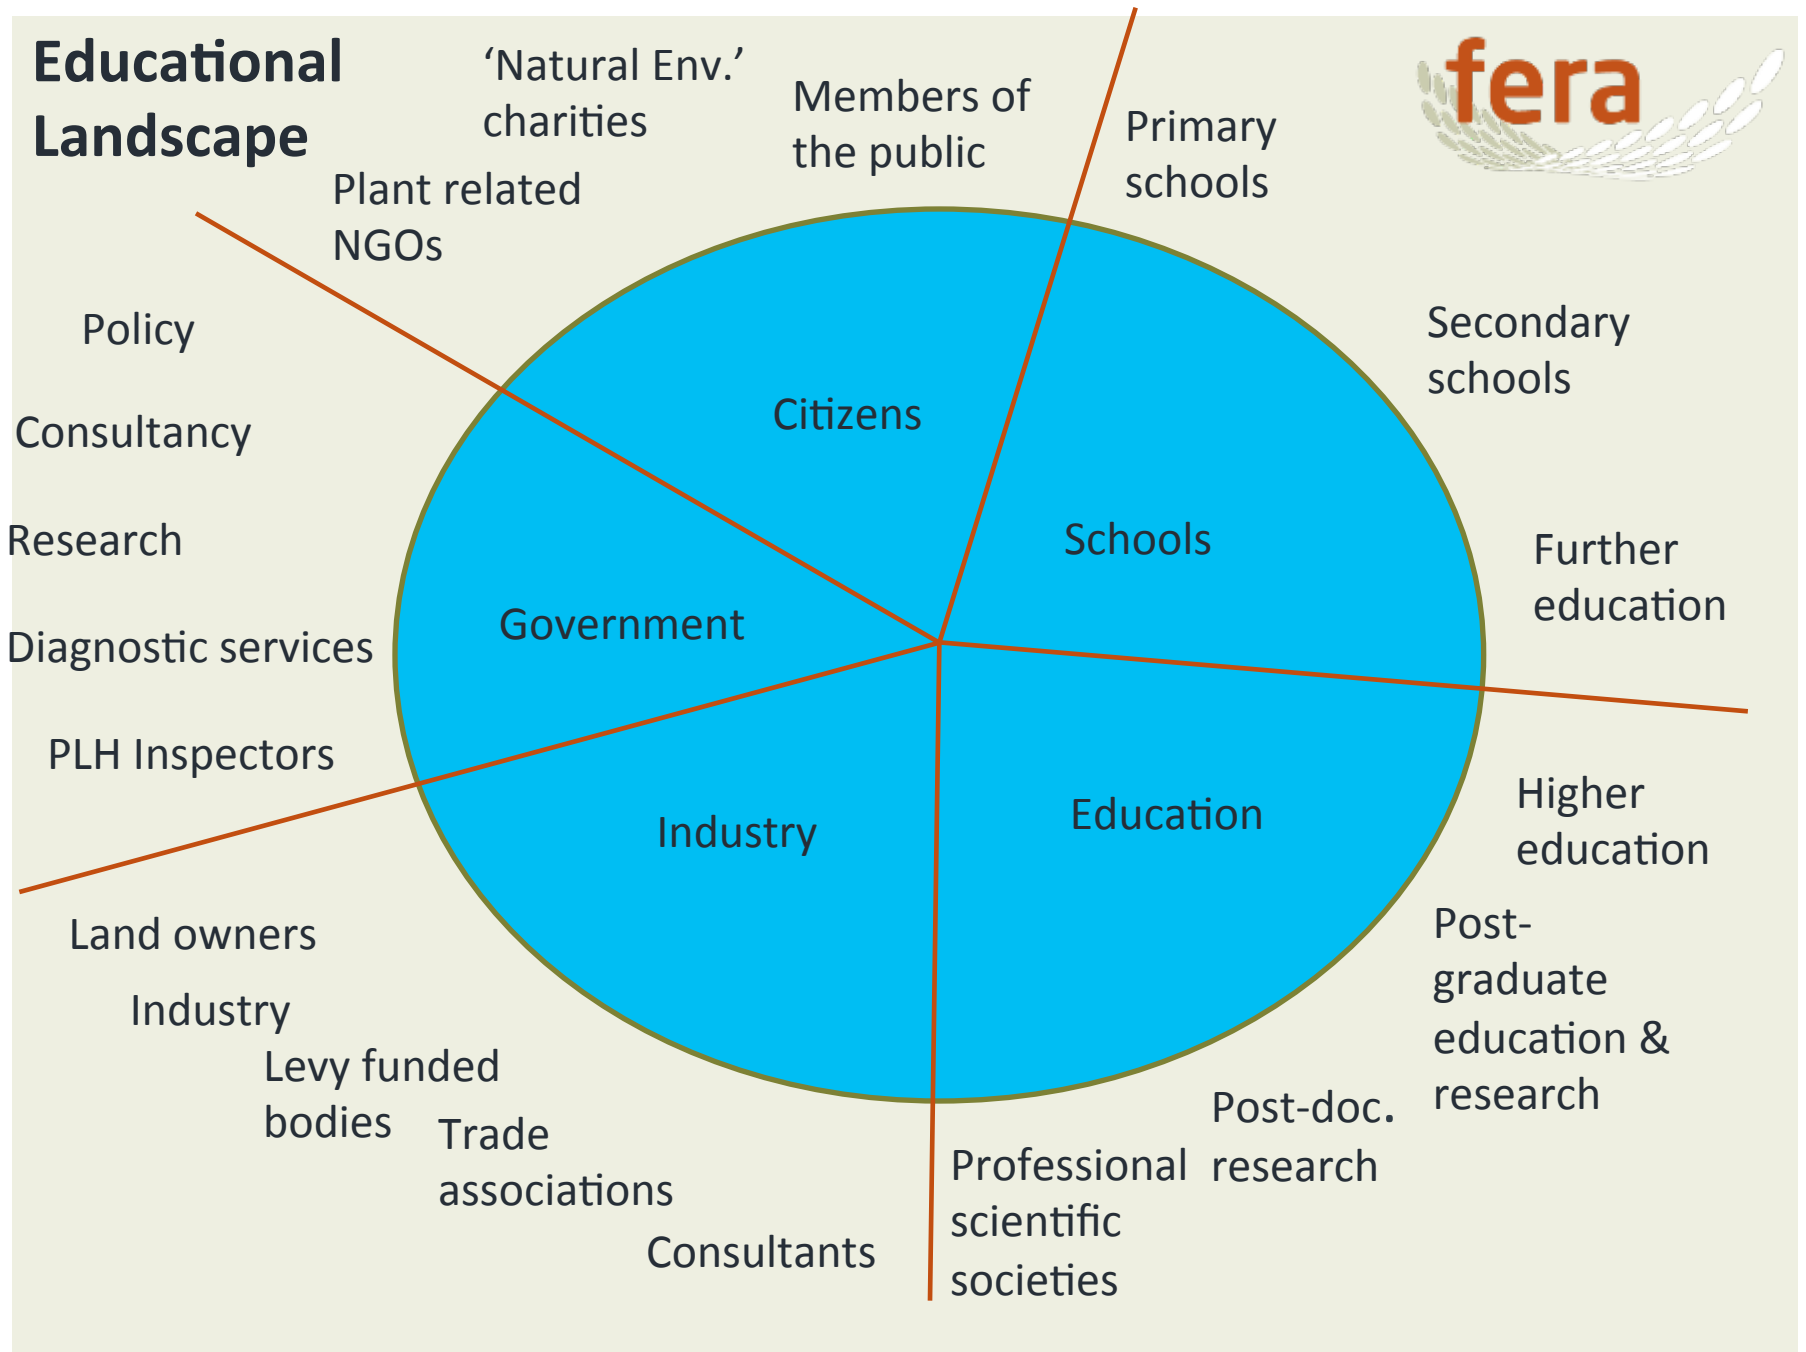 Educational
Landscape
‘Natural Env.’
charities
Members of
the public
Plant related
NGOs
fera
Primary
schools
Secondary
schools
Further
education
Policy
Consultancy
Research
Diagnostic services
PLH Inspectors
Citizens
Schools
Government
Industry
Education
Higher
education
Post-
graduate
education &
research
Post-doc.
research
Professional
scientific
societies
Land owners
Industry
Levy funded
bodies
Trade
associations
Consultants